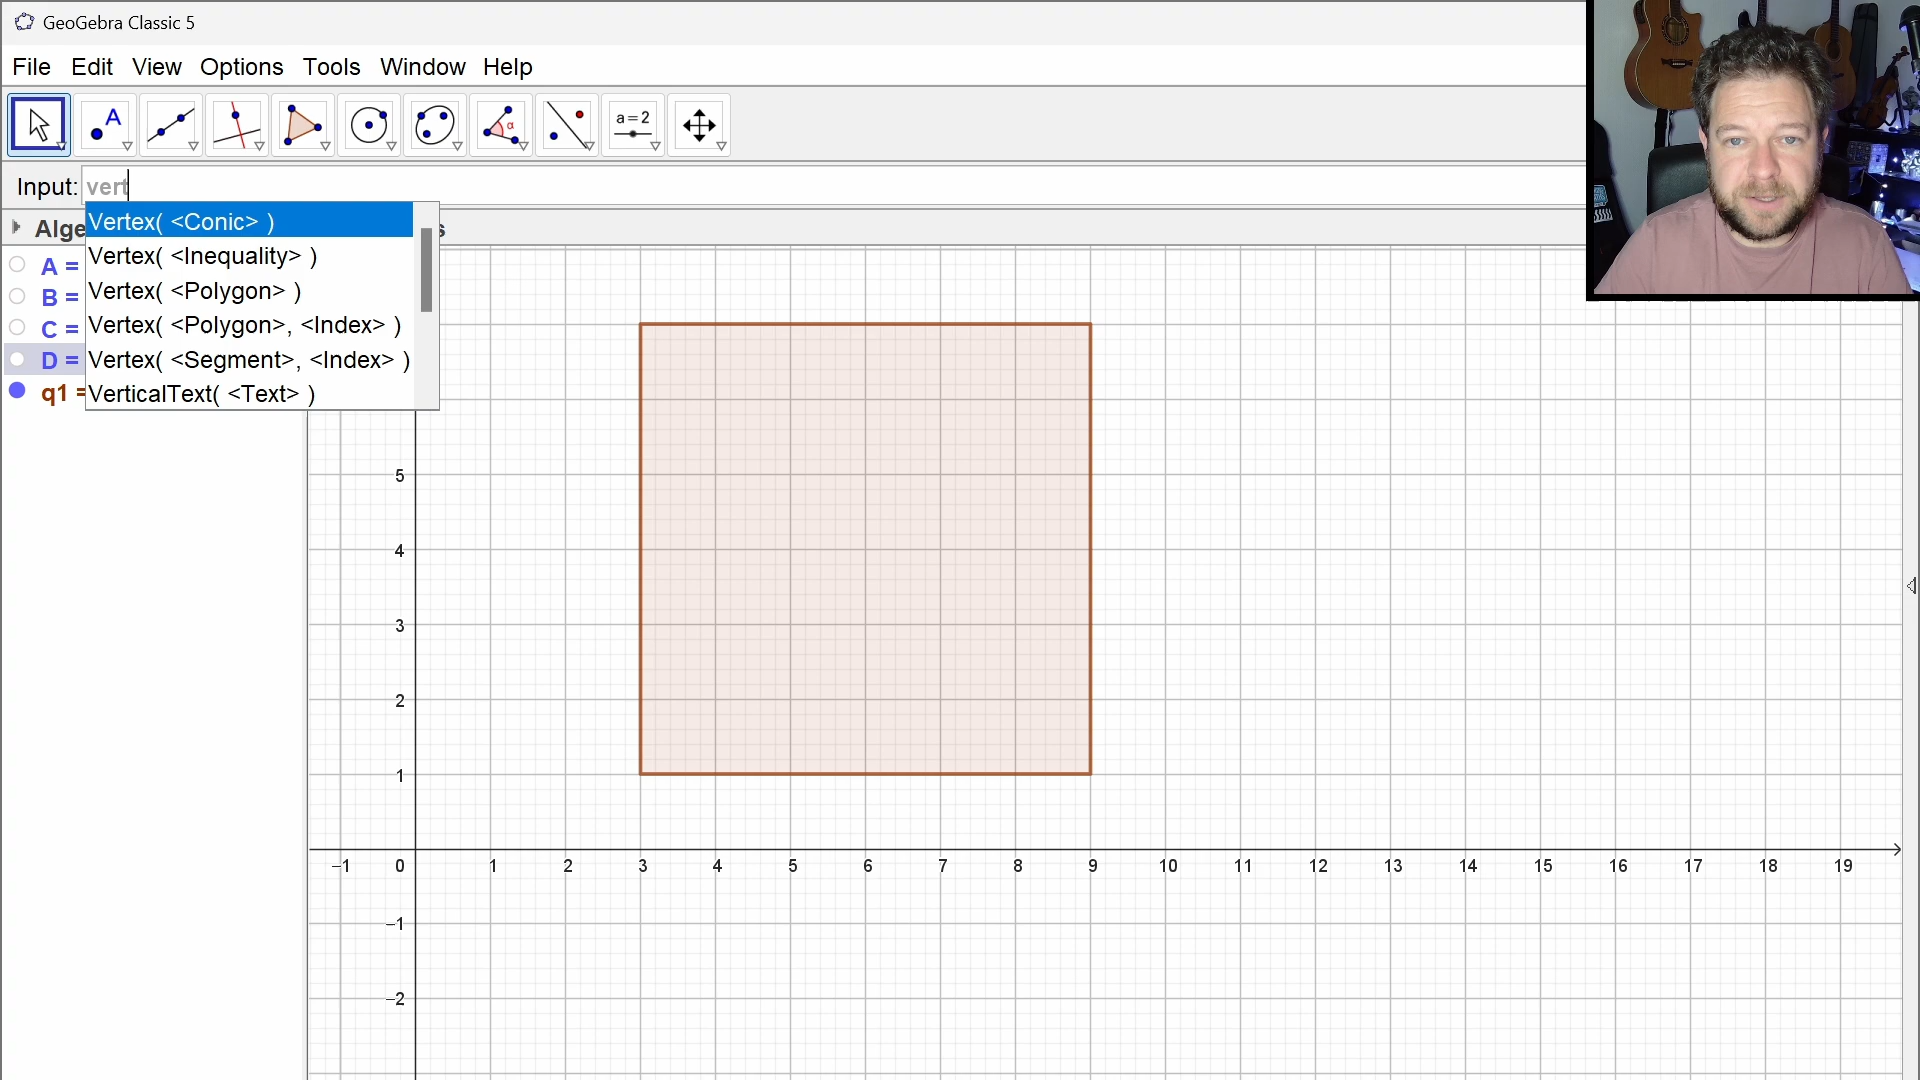 GeoGebra Classic 5
File Edit View Options Tools Window Help
A
α
a=2
Input: vert
Vertex( <Conic> )
Alge
s
Vertex( <Inequality> )
A =
Vertex( <Polygon> )
B =
Vertex( <Polygon>, <Index> )
C =
Vertex( <Segment>, <Index> )
D =
VerticalText( <Text> )
q1 =
5
4
3
2
1
−1 0 1 2 3 4 5 6 7 8 9 10 11 12 13 14 15 16 17 18 19
−1
−2